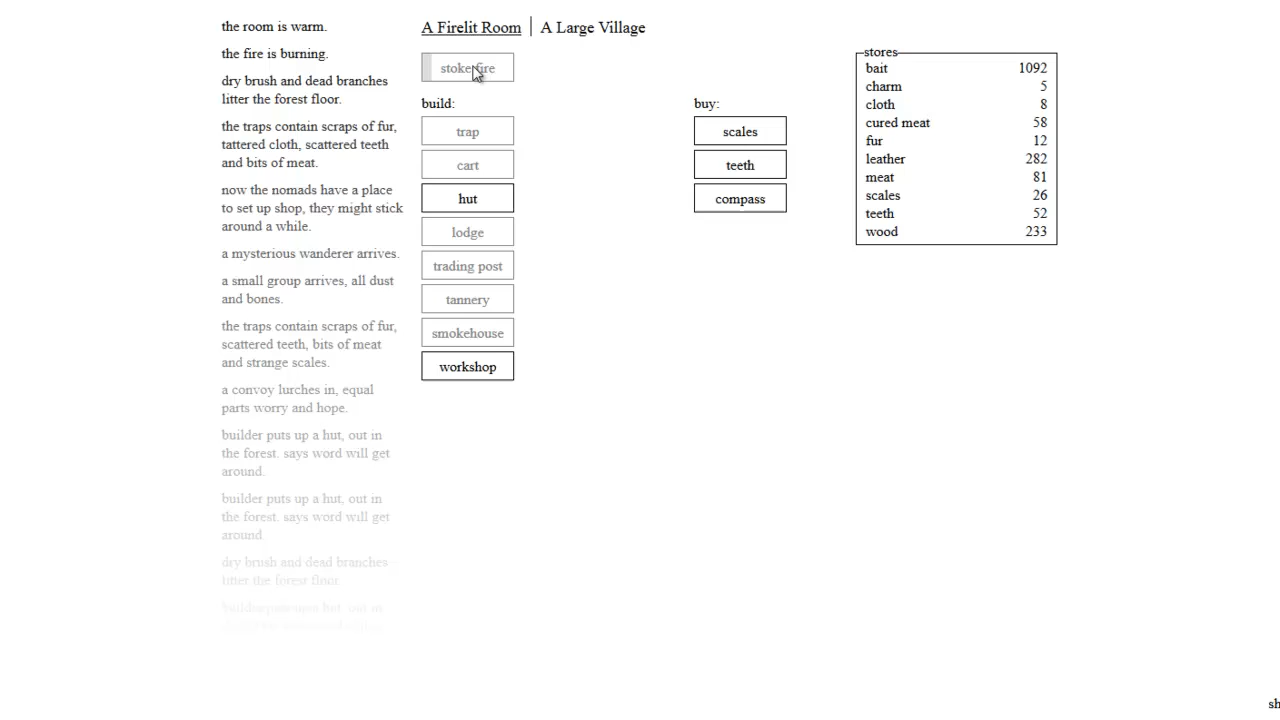 the room is warm.
the fire is burning.
dry brush and dead branches
litter the forest floor.
the traps contain scraps of fur,
tattered cloth, scattered teeth
and bits of meat.
now the nomads have a place
to set up shop, they might stick
around a while.
a mysterious wanderer arrives.
a small group arrives, all dust
and bones.
the traps contain scraps of fur,
scattered teeth, bits of meat
and strange scales.
a convoy lurches in, equal
parts worry and hope.
builder puts up a hut, out in
the forest. says word will get
around.
builder puts up a hut, out in
the forest. says word will get
around.
dry brush and dead branches
litter the forest floor.
A Firelit Room | A Large Village
stoke fire
build:
trap
cart
hut
lodge
trading post
tannery
smokehouse
workshop
buy:
scales
teeth
compass
stores
bait 1092
charm 5
cloth 8
cured meat 58
fur 12
leather 282
meat 81
scales 26
teeth 52
wood 233
sh